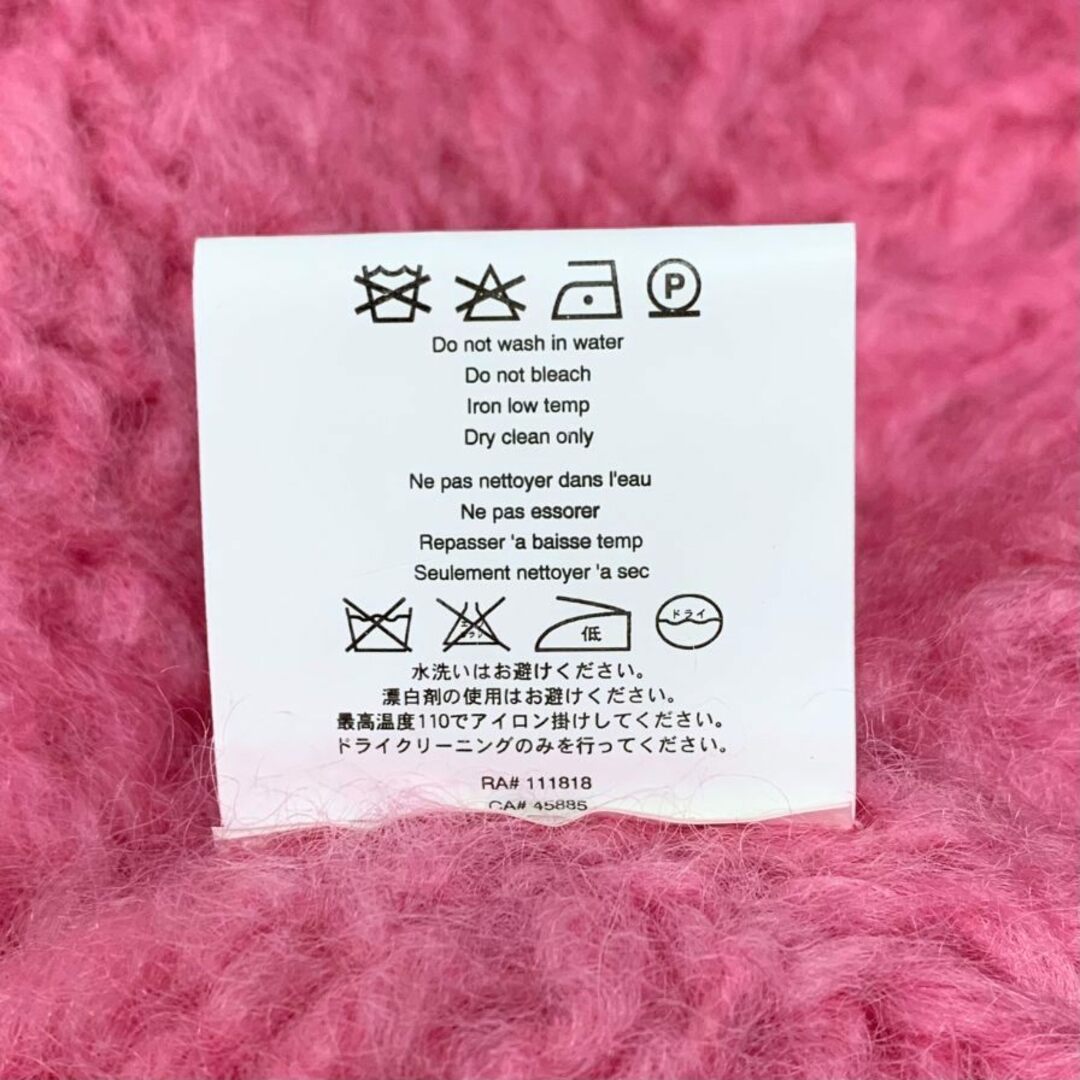 P
Do not wash in water
Do not bleach
Iron low temp
Dry clean only
Ne pas nettoyer dans l'eau
Ne pas essorer
Repasser 'a baisse temp
Seulement nettoyer 'a sec
低 ドライ
水洗いはお避けください。
漂白剤の使用はお避けください。
最高温度110でアイロン掛けしてください。
ドライクリーニングのみを行ってください。
RA# 111818
CA# 45885